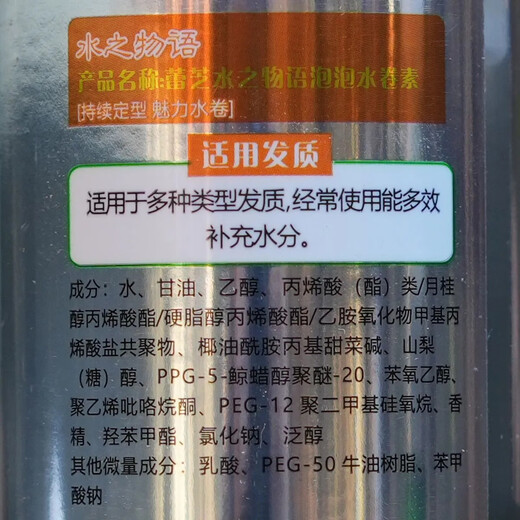 水之物语
产品名称:蕾芝水之物语泡泡水卷素
[持续定型 魅力水卷]
适用发质
适用于多种类型发质,经常使用能多效
补充水分。
成分：水、甘油、乙醇、丙烯酸（酯）类/月桂
醇丙烯酸酯/硬脂醇丙烯酸酯/乙胺氧化物甲基丙
烯酸盐共聚物、椰油酰胺丙基甜菜碱、山梨
（糖）醇、PPG-5-鲸蜡醇聚醚-20、苯氧乙醇、
聚乙烯吡咯烷酮、PEG-12 聚二甲基硅氧烷、香
精、羟苯甲酯、氯化钠、泛醇
其他微量成分：乳酸、PEG-50 牛油树脂、苯甲
酸钠